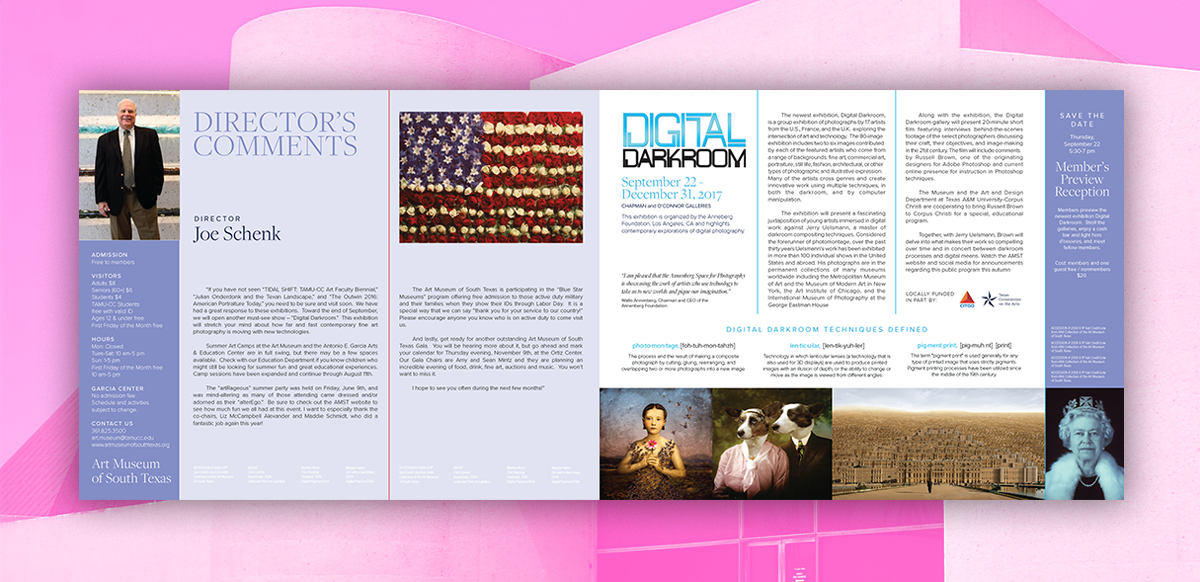 ADMISSION
Free to members
VISITORS
Adults $8
Seniors (60+) $6
Students $4
TAMU-CC Students
free with valid ID
Ages 12 & under free
First Friday of the Month free
HOURS
Mon: Closed
Tues-Sat: 10 am-5 pm
Sun: 1-5 pm
First Friday of the Month free
10 am-5 pm
GARCIA CENTER
No admission fee.
Schedule and activities
subject to change.
CONTACT US
361.825.3500
art.museum@tamucc.edu
www.artmuseumofsouthtexas.org
Art Museum
of South Texas
DIRECTOR'S
COMMENTS
DIRECTOR
Joe Schenk
"If you have not seen "TIDAL SHIFT: TAMU-CC Art Faculty Biennial,"
"Julian Onderdonk and the Texan Landscape," and "The Outwin 2016:
American Portraiture Today," you need to be sure and visit soon. We have
had a great response to these exhibitions. Toward the end of September,
we will open another must-see show – "Digital Darkroom." This exhibition
will stretch your mind about how far and fast contemporary fine art
photography is moving with new technologies.
Summer Art Camps at the Art Museum and the Antonio E. Garcia Arts
& Education Center are in full swing, but there may be a few spaces
available. Check with our Education Department if you know children who
might still be looking for summer fun and great educational experiences.
Camp sessions have been expanded and continue through August 11th.
The "artRageous" summer party was held on Friday, June 9th, and
was mind-altering as many of those attending came dressed and/or
adorned as their "alterEgo." Be sure to check out the AMST website to
see how much fun we all had at this event. I want to especially thank the
co-chairs, Liz McCampbell Alexander and Maddie Schmidt, who did a
fantastic job again this year!
The Art Museum of South Texas is participating in the "Blue Star
Museums" program offering free admission to those active duty military
and their families when they show their IDs through Labor Day. It is a
special way that we can say "thank you for your service to our country!"
Please encourage anyone you know who is on active duty to come visit
us.
And lastly, get ready for another outstanding Art Museum of South
Texas Gala. You will be hearing more about it, but go ahead and mark
your calendar for Thursday evening, November 9th, at the Ortiz Center.
Our Gala Chairs are Amy and Sean Mintz and they are planning an
incredible evening of food, drink, fine art, auctions and music. You won't
want to miss it.
I hope to see you often during the next few months!"
DIGITAL
DARKROOM
September 22 -
December 31, 2017
CHAPMAN and O'CONNOR GALLERIES
This exhibition is organized by the Anneberg
Foundation, Los Angeles, CA and highlights
contemporary explorations of digital photography
"I am pleased that the Annenberg Space for Photography
is showcasing the work of artists who use technology to
take us to new worlds and pique our imagination."
Wallis Annenberg, Chairman and CEO of the
Annenberg Foundation
The newest exhibition, Digital Darkroom,
is a group exhibition of photographs by 17 artists
from the U.S., France, and the U.K. exploring the
intersection of art and technology. The 80-image
exhibition includes two to six images contributed
by each of the featured artists who come from
a range of backgrounds: fine art, commercial art,
portraiture, still life, fashion, architectural, or other
types of photographic and illustrative expression.
Many of the artists cross genres and create
innovative work using multiple techniques, in
both the darkroom, and by computer
manipulation.
The exhibition will present a fascinating
juxtaposition of young artists immersed in digital
work against Jerry Uelsmann, a master of
darkroom compositing techniques. Considered
the forerunner of photomontage, over the past
thirty years Uelsmann's work has been exhibited
in more than 100 individual shows in the United
States and abroad. His photographs are in the
permanent collections of many museums
worldwide including the Metropolitan Museum
of Art and the Museum of Modern Art in New
York, the Art Institute of Chicago, and the
International Museum of Photography at the
George Eastman House
Along with the exhibition, the Digital
Darkroom gallery will present 20-minute short
film featuring interviews behind-the-scenes
footage of the select photographers discussing
their craft, their objectives, and image-making
in the 21st century. The film will include comments
by Russell Brown, one of the originating
designers for Adobe Photoshop and current
online presence for instruction in Photoshop
techniques.
The Museum and the Art and Design
Department at Texas A&M University-Corpus
Christi are cooperating to bring Russell Brown
to Corpus Christi for a special, educational
program.
Together, with Jerry Uelsmann, Brown will
delve into what makes their work so compelling
over time and in concert between darkroom
processes and digital means. Watch the AMST
website and social media for announcements
regarding this public program this autumn
LOCALLY FUNDED
IN PART BY:
CITGO
Texas
Commission
on the Arts
DIGITAL DARKROOM TECHNIQUES DEFINED
photo·mon·tage, [foh-tuh-mon-tahzh]
The process and the result of making a composite
photograph by cutting, gluing, rearranging, and
overlapping two or more photographs into a new image
len·tic·u·lar, [len-tik-yuh-ler]
Technology in which lenticular lenses (a technology that is
also used for 3D displays) are used to produce printed
images with an illusion of depth, or the ability to change or
move as the image is viewed from different angles.
pig·ment print, [pig-muh nt] [print]
The term "pigment print" is used generally for any
type of printed image that uses strictly pigments.
Pigment printing processes have been utilized since
the middle of the 19th century
SAVE THE
DATE
Thursday,
September 22
5:30-7 pm
Member's
Preview
Reception
Members preview the
newest exhibition Digital
Darkroom. Stroll the
galleries, enjoy a cash
bar and light hors
d'oeuvres, and meet
fellow members.
Cost: members and one
guest free / nonmembers
$20